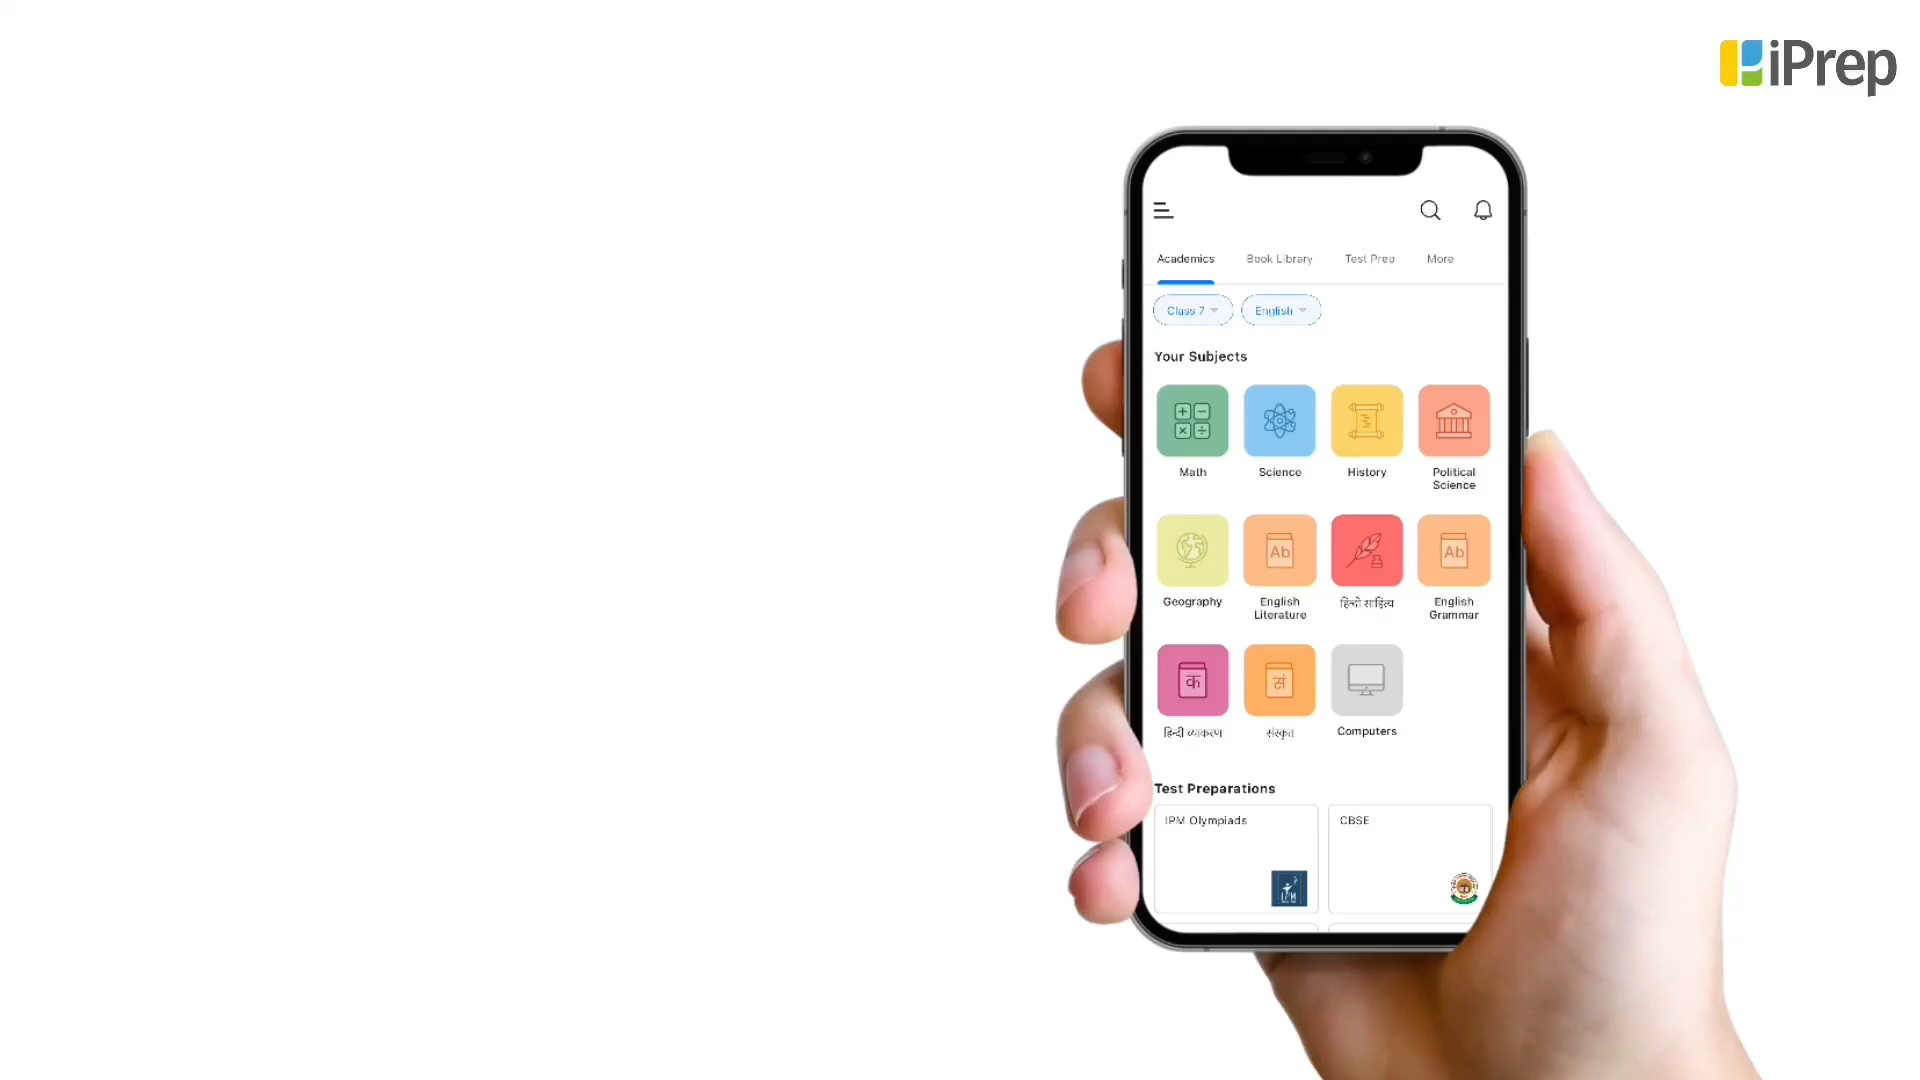 iPrep
Academics Book Library Test Prep More
Class 7 English
Your Subjects
Math Science History Political Science
Geography English Literature हिन्दी साहित्य English Grammar
हिन्दी व्याकरण संस्कृत Computers
Test Preparations
IPM Olympiads CBSE